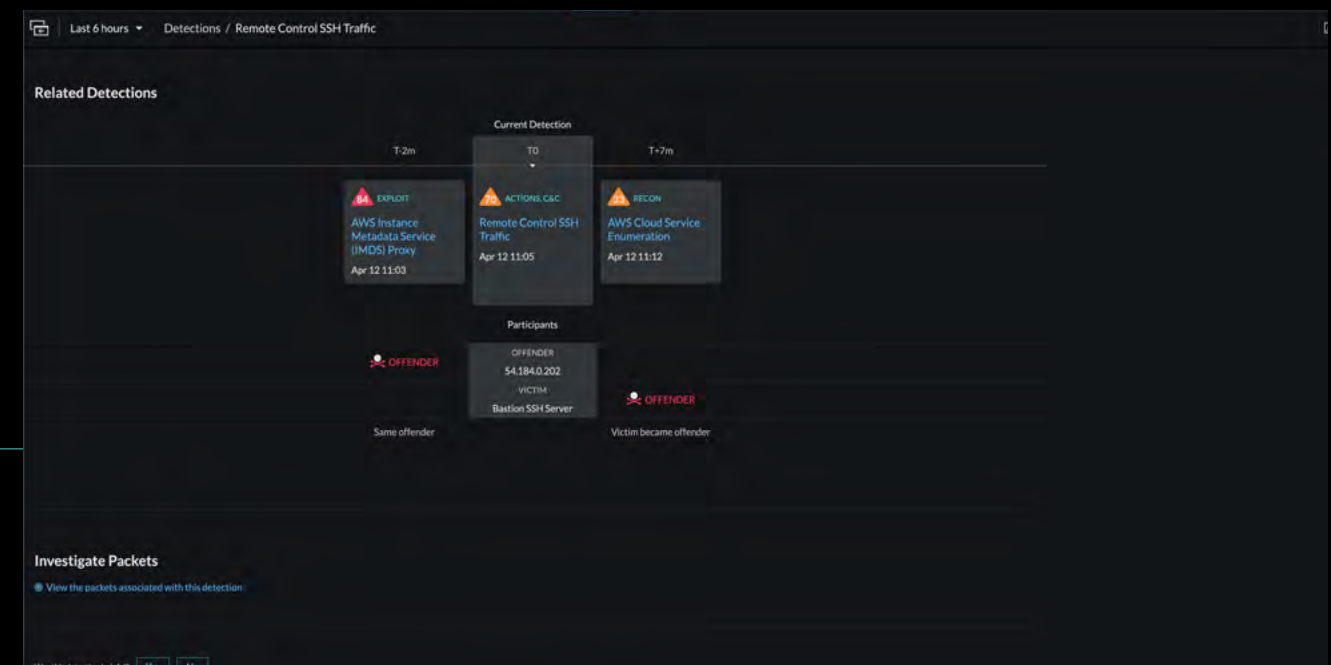 Last 6 hours Detections / Remote Control SSH Traffic
Related Detections
Current Detection
T-2m T0 T+7m
84 EXPLOIT
AWS Instance
Metadata Service
(IMDS) Proxy
Apr 12 11:03
70 ACTIONS, C&C
Remote Control SSH
Traffic
Apr 12 11:05
23 RECON
AWS Cloud Service
Enumeration
Apr 12 11:12
Participants
OFFENDER
OFFENDER
54.184.0.202
VICTIM
Bastion SSH Server
OFFENDER
Same offender
Victim became offender
Investigate Packets
View the packets associated with this detection